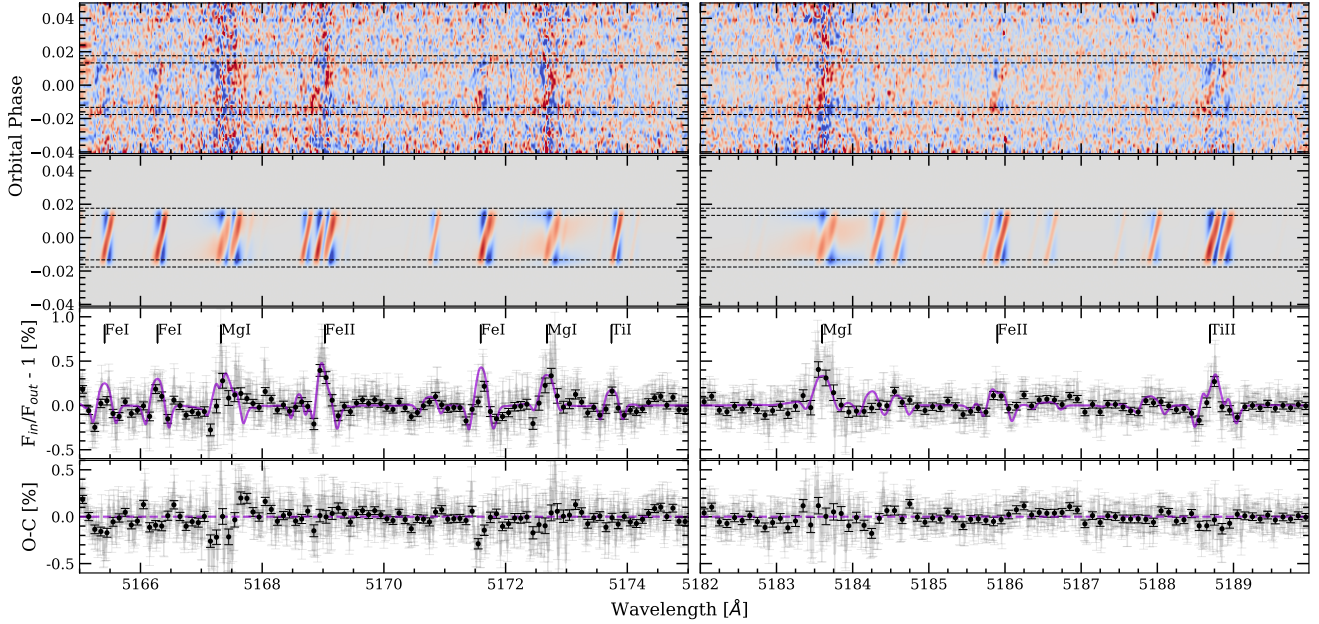 Orbital Phase
0.04
0.02
0.00
−0.02
−0.04
0.04
0.02
0.00
−0.02
−0.04
F_in/F_out - 1 [%]
1.0
0.5
0.0
-0.5
FeI FeI MgI FeII FeI MgI TiI MgI FeII TiII
O-C [%]
0.5
0.0
-0.5
5166 5168 5170 5172 5174 5182 5183 5184 5185 5186 5187 5188 5189
Wavelength [Å]